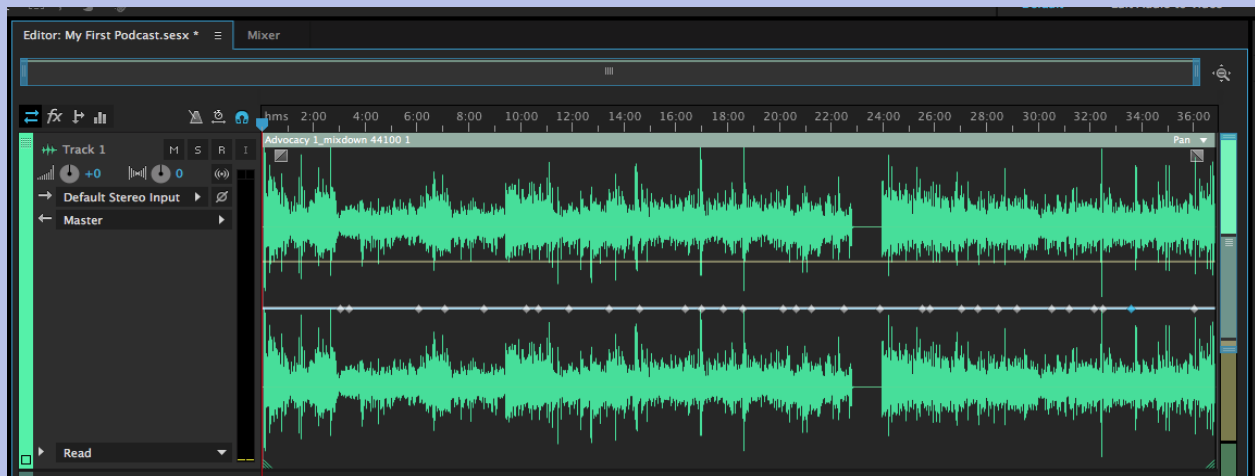 Editor: My First Podcast.sesx * Mixer
fx hms 2:00 4:00 6:00 8:00 10:00 12:00 14:00 16:00 18:00 20:00 22:00 24:00 26:00 28:00 30:00 32:00 34:00 36:00
Advocacy 1_mixdown 44100 1 Pan
Track 1 M S R I
+0 0
Default Stereo Input
Master
Read